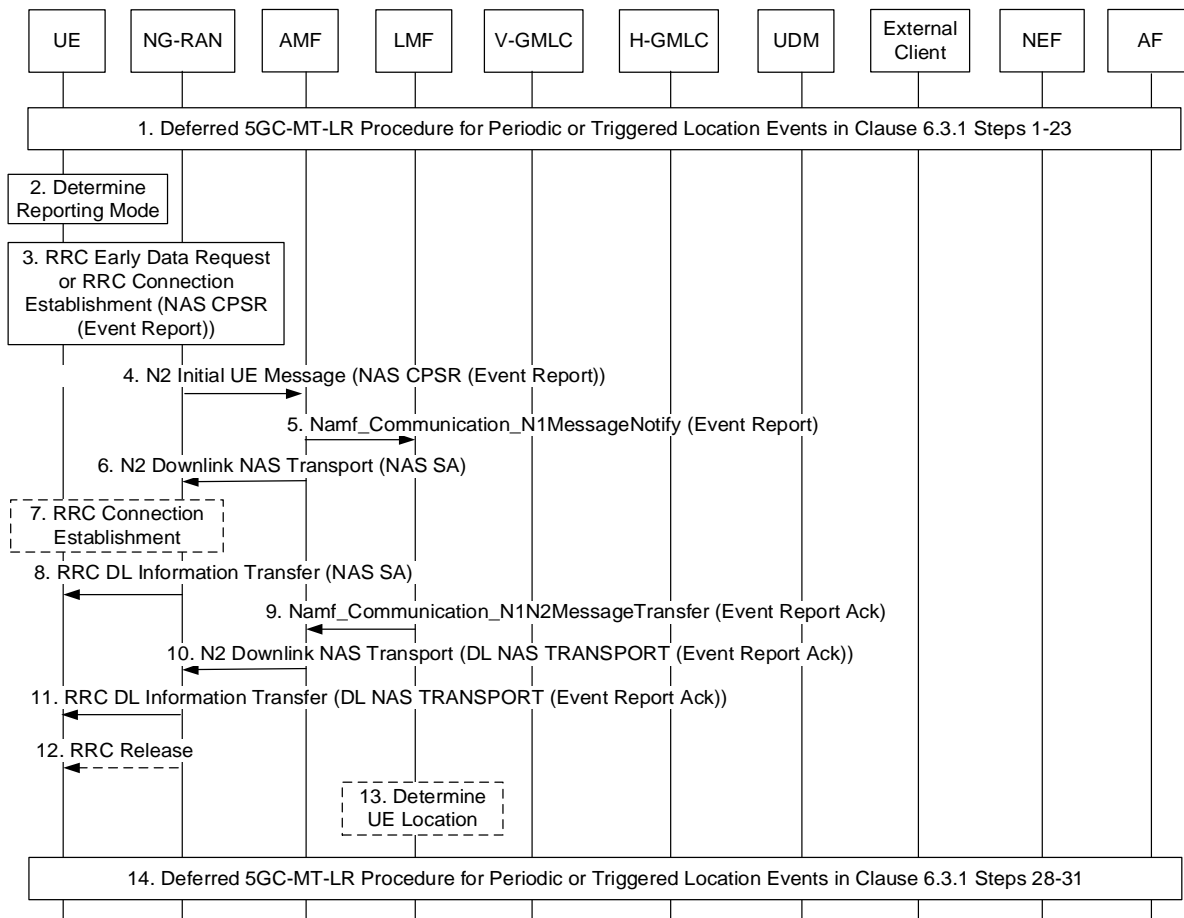 UE
NG-RAN
AMF
LMF
V-GMLC
H-GMLC
UDM
External
Client
NEF
AF
1. Deferred 5GC-MT-LR Procedure for Periodic or Triggered Location Events in Clause 6.3.1 Steps 1-23
2. Determine
Reporting Mode
3. RRC Early Data Request
or RRC Connection
Establishment (NAS CPSR
(Event Report))
4. N2 Initial UE Message (NAS CPSR (Event Report))
5. Namf_Communication_N1MessageNotify (Event Report)
6. N2 Downlink NAS Transport (NAS SA)
7. RRC Connection
Establishment
8. RRC DL Information Transfer (NAS SA)
9. Namf_Communication_N1N2MessageTransfer (Event Report Ack)
10. N2 Downlink NAS Transport (DL NAS TRANSPORT (Event Report Ack))
11. RRC DL Information Transfer (DL NAS TRANSPORT (Event Report Ack))
12. RRC Release
13. Determine
UE Location
14. Deferred 5GC-MT-LR Procedure for Periodic or Triggered Location Events in Clause 6.3.1 Steps 28-31